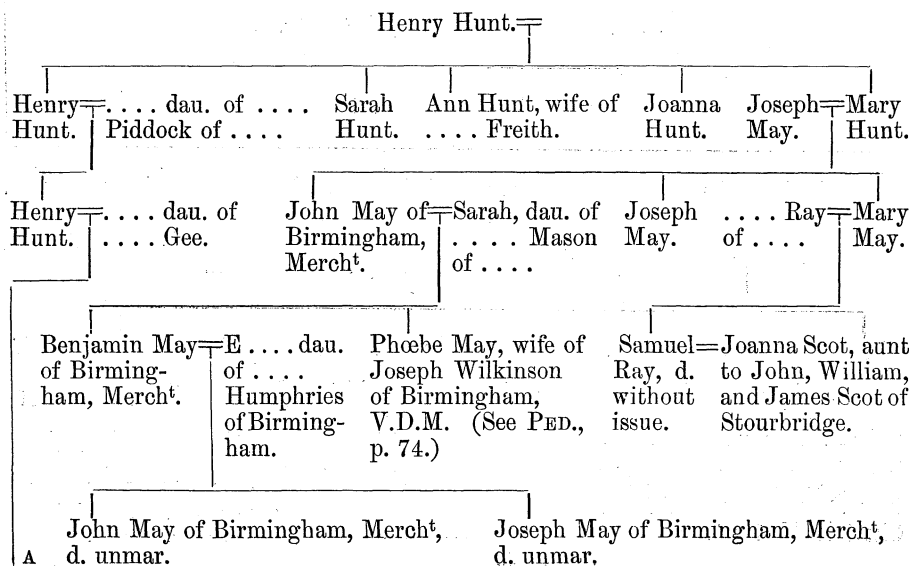 Henry Hunt.
Henry Hunt.
. . . . dau. of . . . .
Piddock of . . . .
Sarah
Hunt.
Ann Hunt, wife of
. . . . Freith.
Joanna
Hunt.
Joseph
May.
Mary
Hunt.
Henry
Hunt.
. . . . dau. of
. . . . Gee.
John May of
Birmingham,
Mercht.
Sarah, dau. of
. . . . Mason
of . . . .
Joseph
May.
. . . . Ray
of . . . .
Mary
May.
Benjamin May
of Birming-
ham, Mercht.
E . . . . dau.
of . . . .
Humphries
of Birming-
ham.
Phœbe May, wife of
Joseph Wilkinson
of Birmingham,
V.D.M. (See PED.,
p. 74.)
Samuel
Ray, d.
without
issue.
Joanna Scot, aunt
to John, William,
and James Scot of
Stourbridge.
A
John May of Birmingham, Mercht,
d. unmar.
Joseph May of Birmingham, Mercht,
d. unmar.